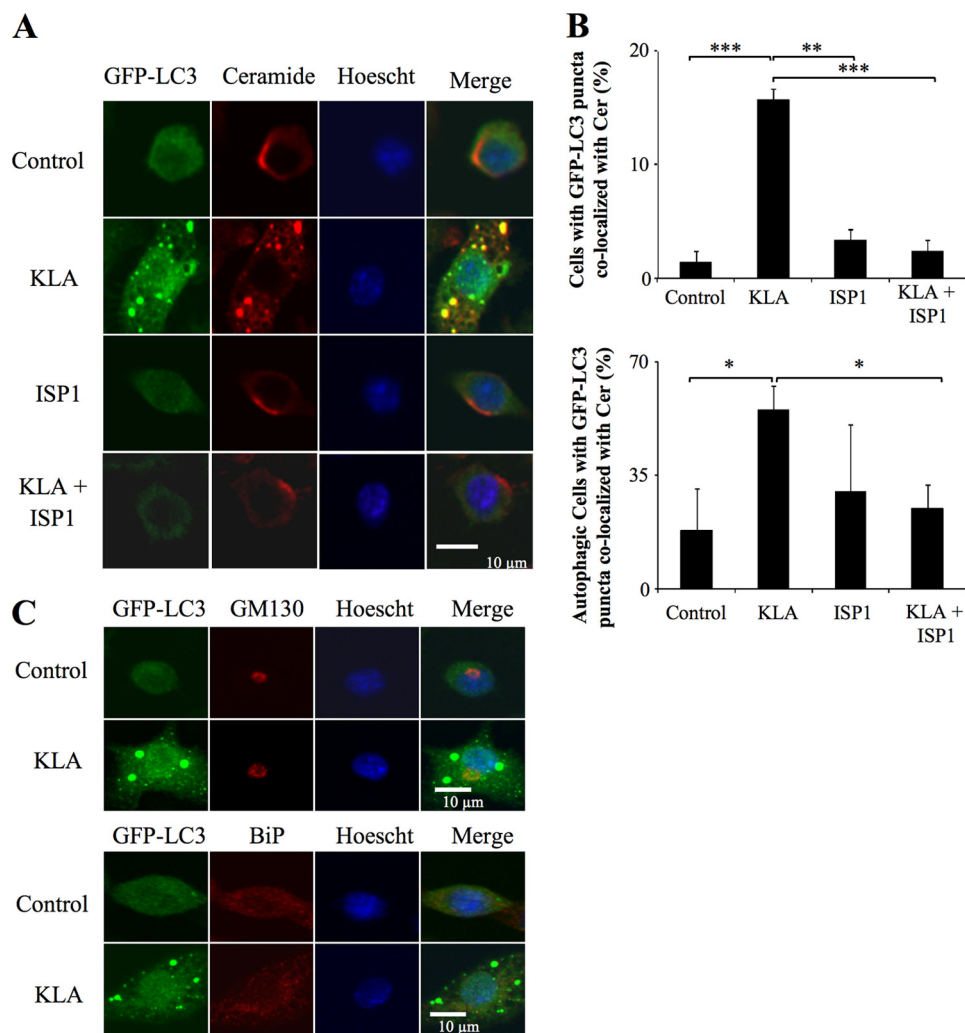 A
GFP-LC3 Ceramide Hoescht Merge
Control
KLA
ISP1
KLA +
ISP1
10 µm
B
Cells with GFP-LC3 puncta
co-localized with Cer (%)
20
10
0
*** **
***
Control KLA ISP1 KLA +
ISP1
Autophagic Cells with GFP-LC3
puncta co-localized with Cer (%)
70
35
0
* *
Control KLA ISP1 KLA +
ISP1
C
GFP-LC3 GM130 Hoescht Merge
Control
KLA
10 µm
GFP-LC3 BiP Hoescht Merge
Control
KLA
10 µm